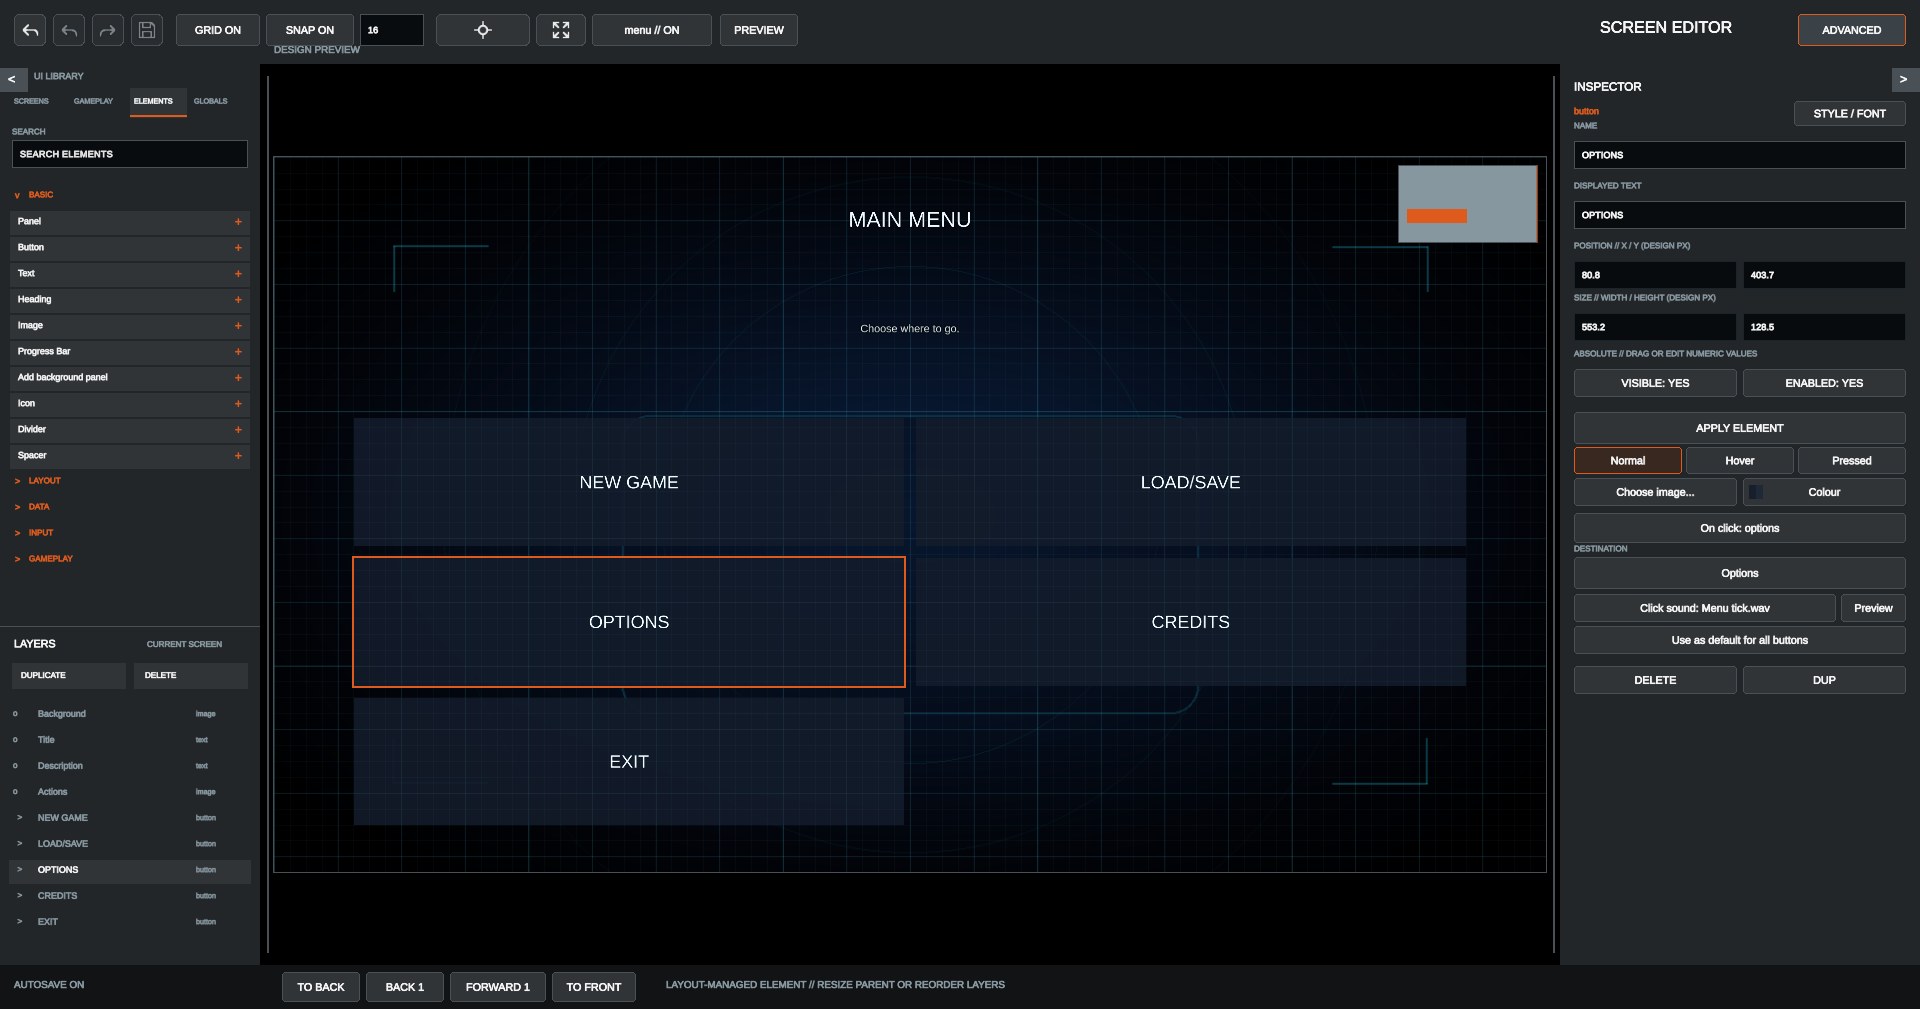 GRID ON
SNAP ON
16
menu // ON
PREVIEW
SCREEN EDITOR
ADVANCED
DESIGN PREVIEW
<
UI LIBRARY
SCREENS
GAMEPLAY
ELEMENTS
GLOBALS
SEARCH
SEARCH ELEMENTS
v BASIC
Panel +
Button +
Text +
Heading +
Image +
Progress Bar +
Add background panel +
Icon +
Divider +
Spacer +
> LAYOUT
> DATA
> INPUT
> GAMEPLAY
LAYERS
CURRENT SCREEN
DUPLICATE
DELETE
o Background image
o Title text
o Description text
o Actions image
> NEW GAME button
> LOAD/SAVE button
> OPTIONS button
> CREDITS button
> EXIT button
MAIN MENU
Choose where to go.
NEW GAME
LOAD/SAVE
OPTIONS
CREDITS
EXIT
>
INSPECTOR
button
STYLE / FONT
NAME
OPTIONS
DISPLAYED TEXT
OPTIONS
POSITION // X / Y (DESIGN PX)
80.8
403.7
SIZE // WIDTH / HEIGHT (DESIGN PX)
553.2
128.5
ABSOLUTE // DRAG OR EDIT NUMERIC VALUES
VISIBLE: YES
ENABLED: YES
APPLY ELEMENT
Normal
Hover
Pressed
Choose image...
Colour
On click: options
DESTINATION
Options
Click sound: Menu tick.wav
Preview
Use as default for all buttons
DELETE
DUP
AUTOSAVE ON
TO BACK
BACK 1
FORWARD 1
TO FRONT
LAYOUT-MANAGED ELEMENT // RESIZE PARENT OR REORDER LAYERS